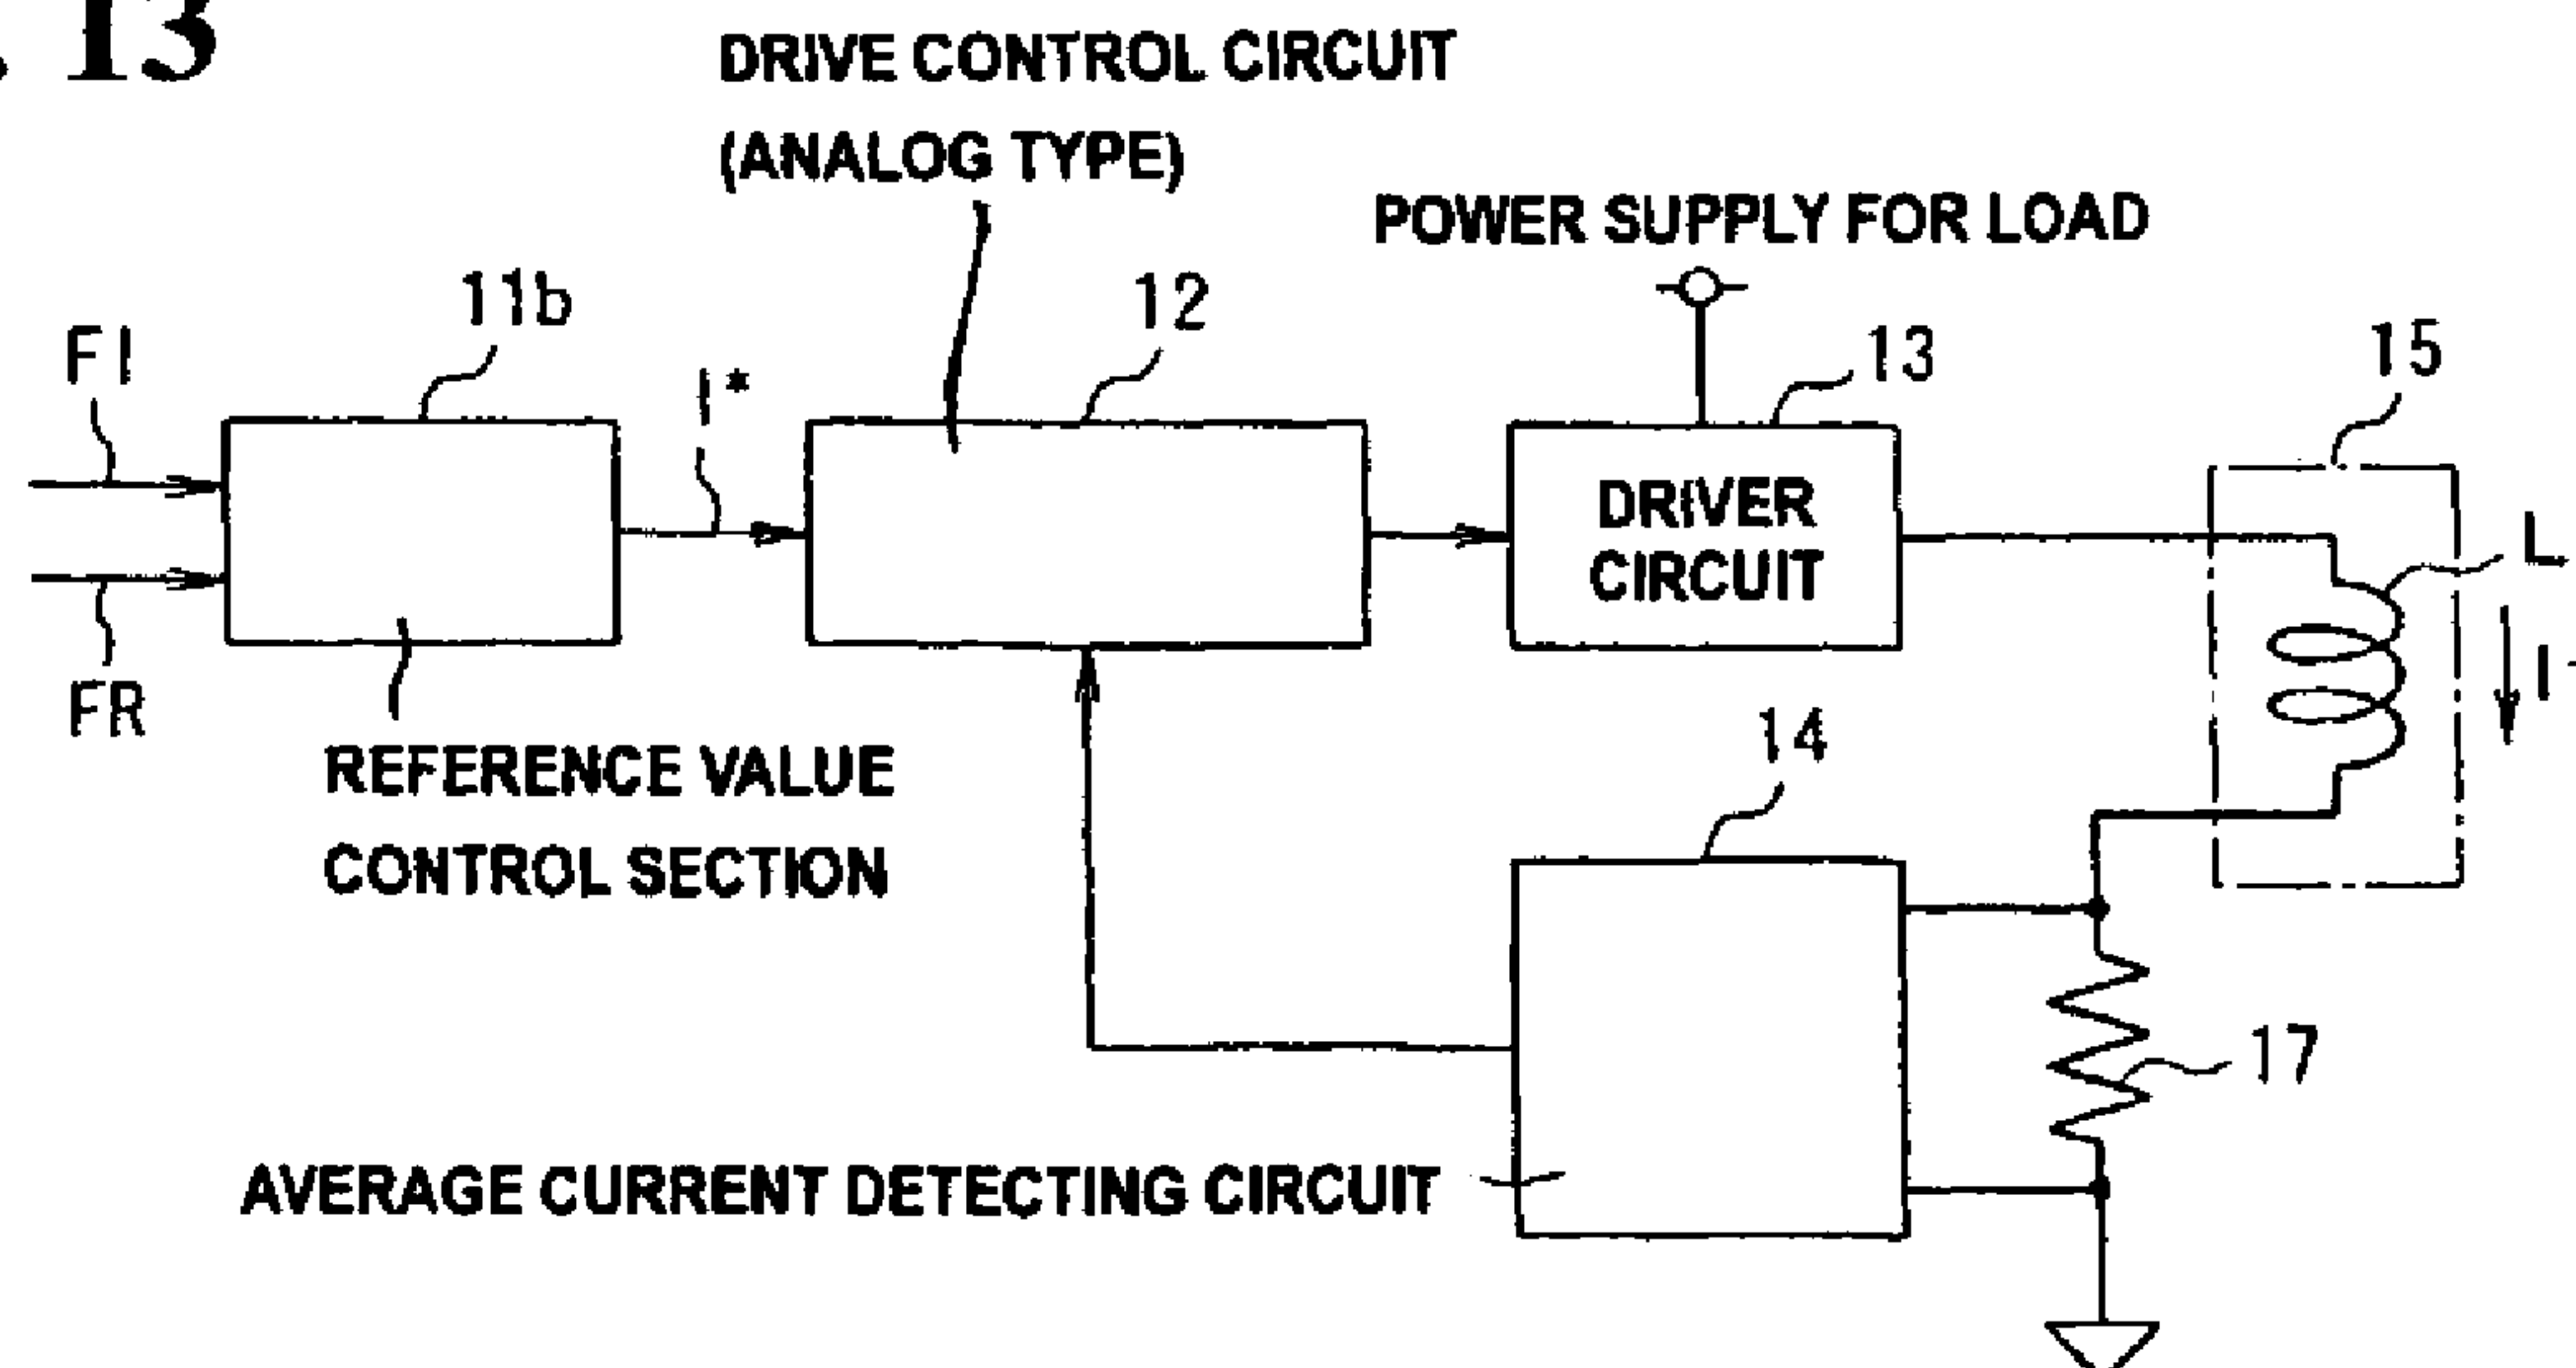 . 13
DRIVE CONTROL CIRCUIT
(ANALOG TYPE)
POWER SUPPLY FOR LOAD
11b
12
13
15
FI
I*
DRIVER
CIRCUIT
L
FR
I
REFERENCE VALUE
CONTROL SECTION
14
17
AVERAGE CURRENT DETECTING CIRCUIT